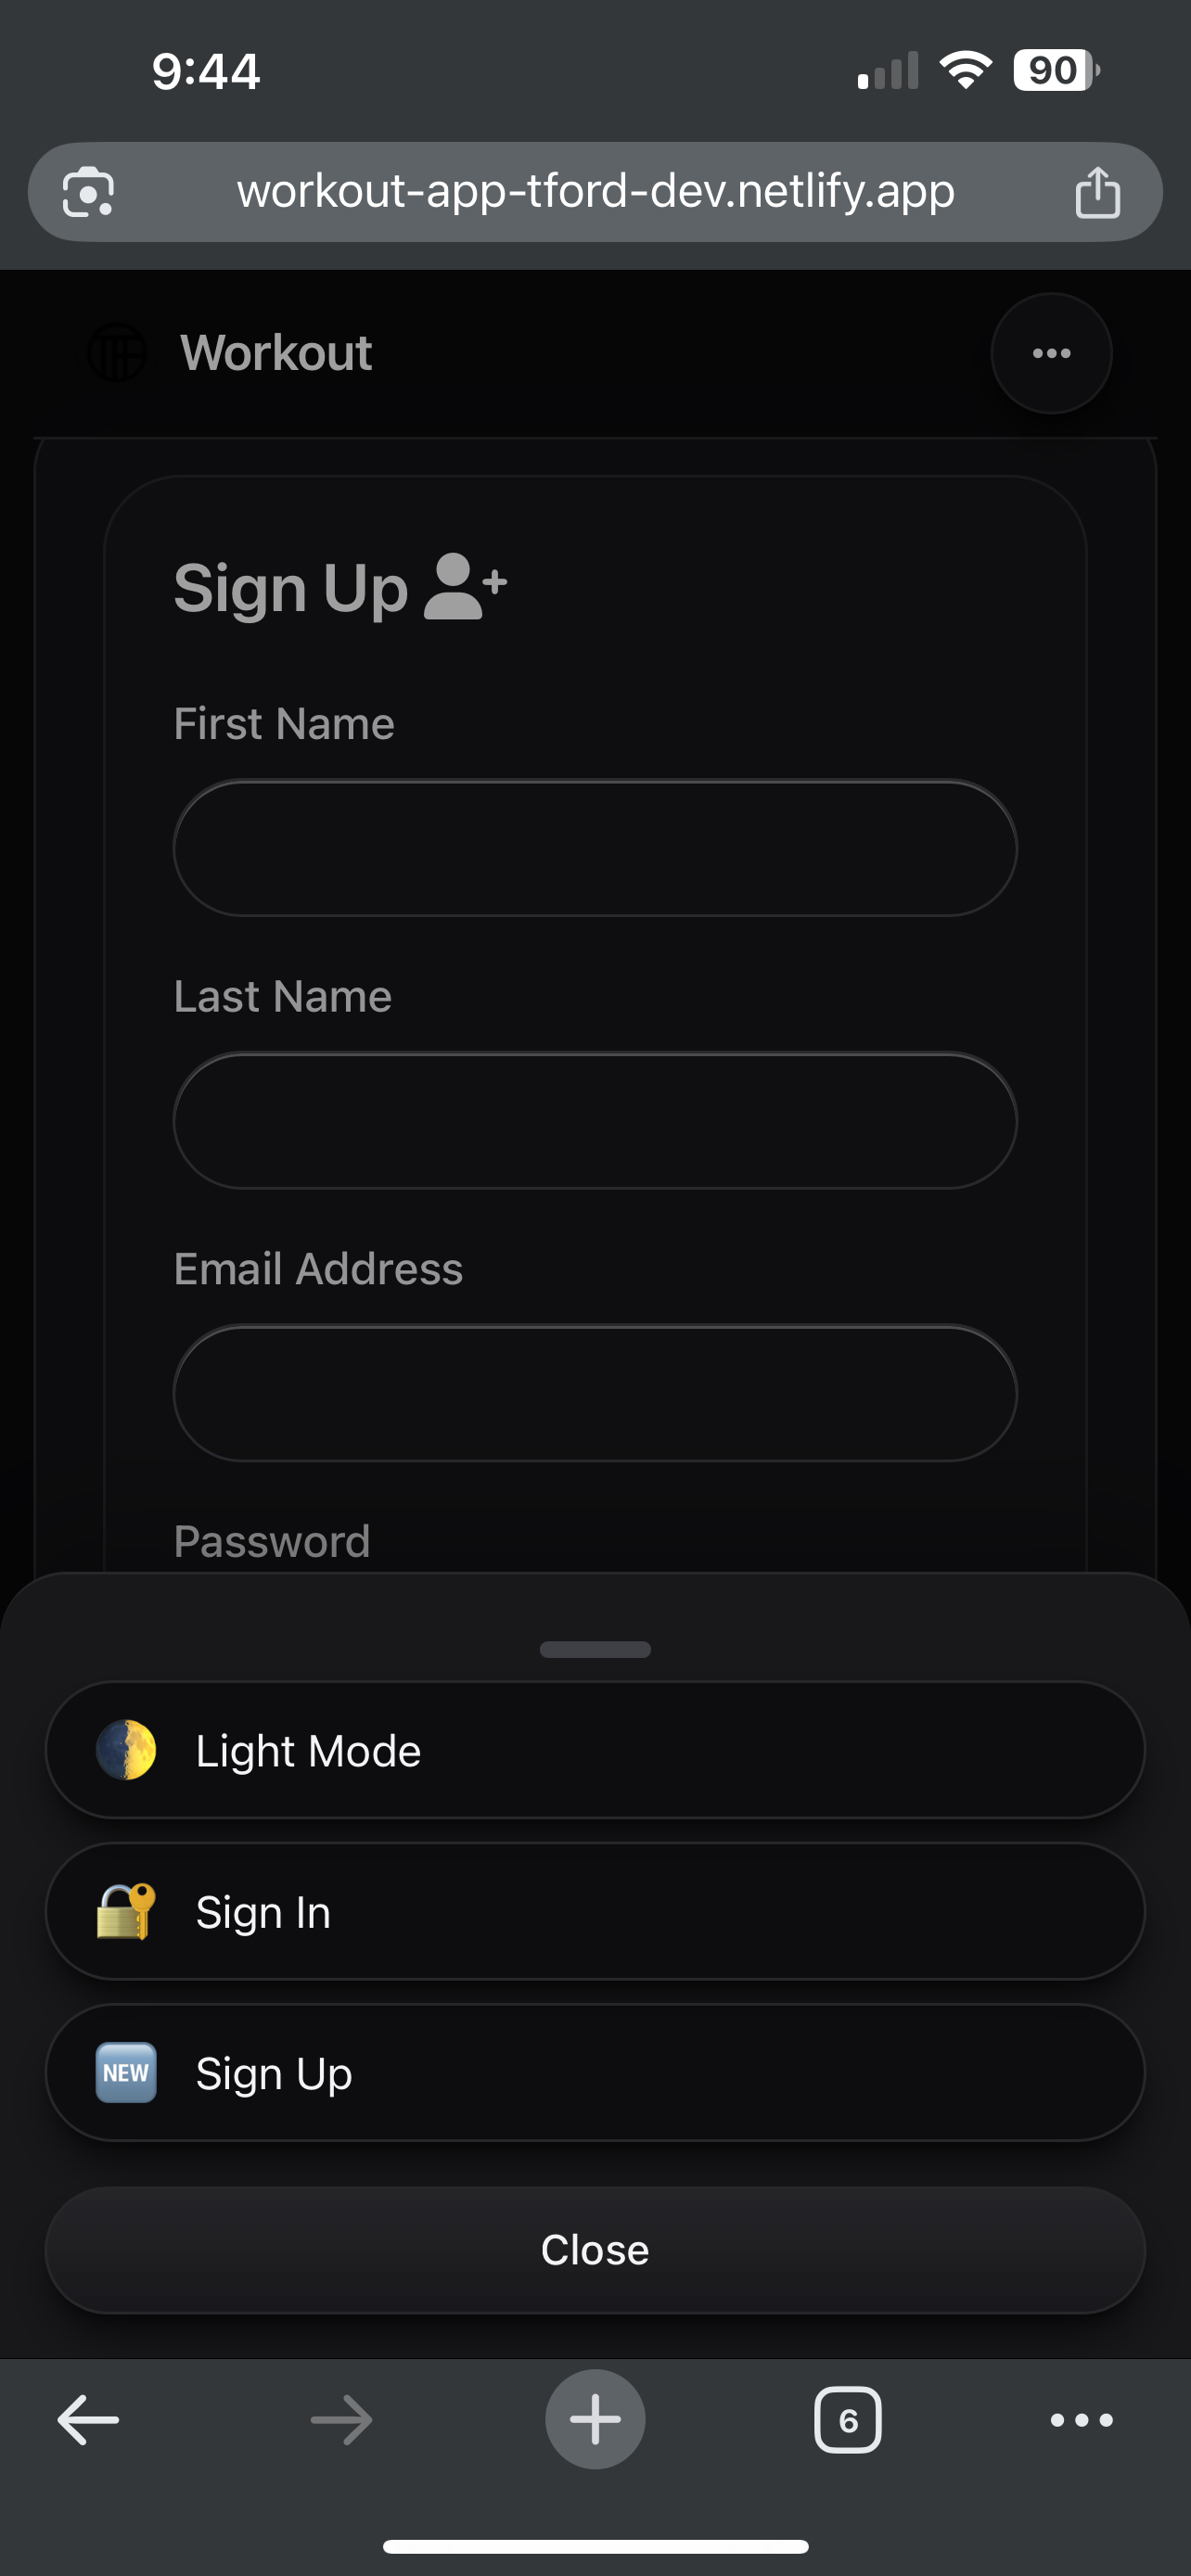 9:44
90
workout-app-tford-dev.netlify.app
Workout
Sign Up
First Name
Last Name
Email Address
Password
Light Mode
Sign In
NEW Sign Up
Close
6